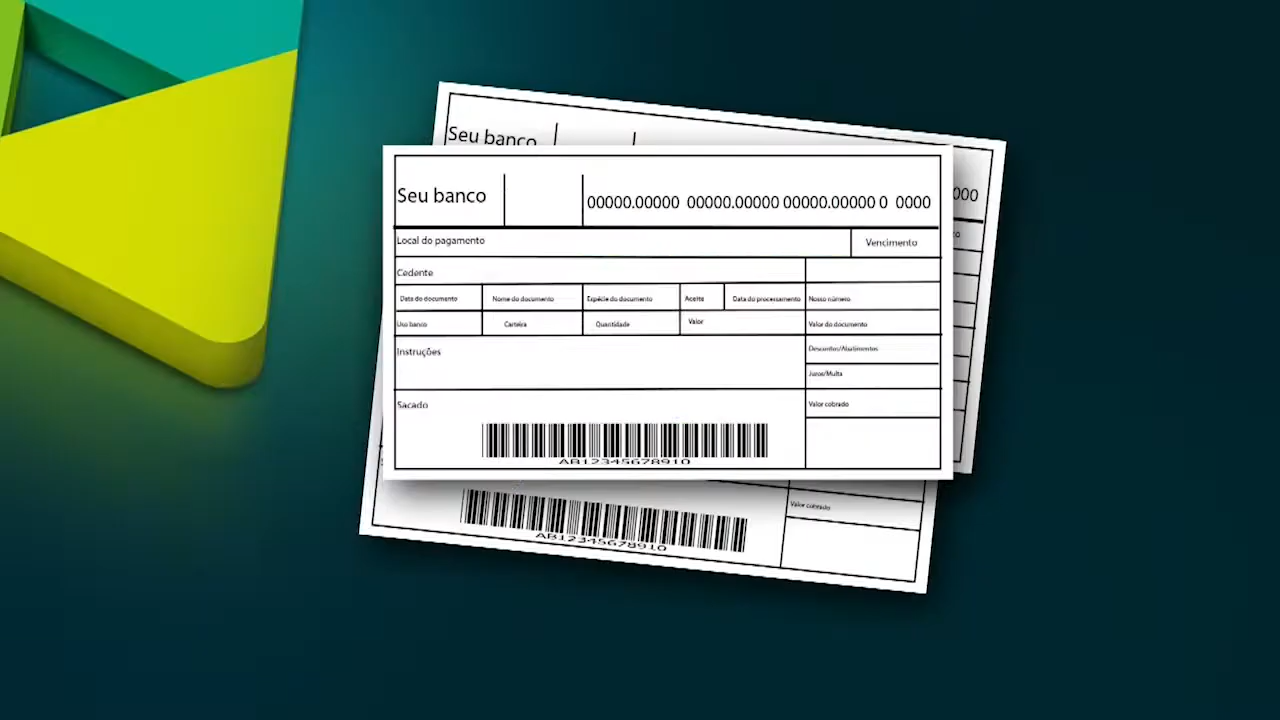 Seu banco
000
Seu banco
00000.00000 00000.00000 00000.00000 0 0000
Local do pagamento
Vencimento
Cedente
Data do documento
Nome do documento
Espécie do documento
Aceite
Data do processamento
Nosso número
Uso banco
Carteira
Quantidade
Valor
Valor do documento
Instruções
Descontos/Abatimentos
Juros/Multa
Sacado
Valor cobrado
AB12345678910
Valor cobrado
AB12345678910